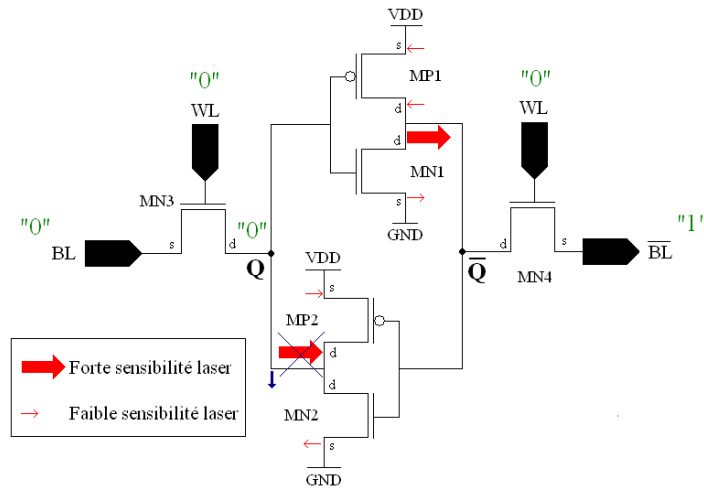 VDD
s
"0"
WL
MP1
d
"0"
WL
d
MN1
MN3
"0"
"0"
s
"1"
BL
s
d
GND
d
s
BL
Q
VDD
Q
MN4
s
MP2
d
Forte sensibilité laser
d
MN2
Faible sensibilité laser
s
GND